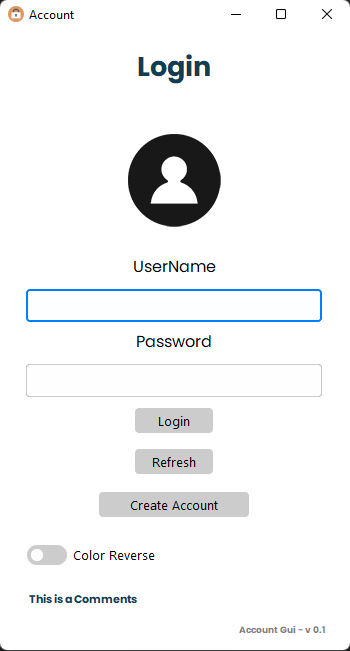 Account
Login
UserName
Password
Login
Refresh
Create Account
Color Reverse
This is a Comments
Account Gui - v 0.1